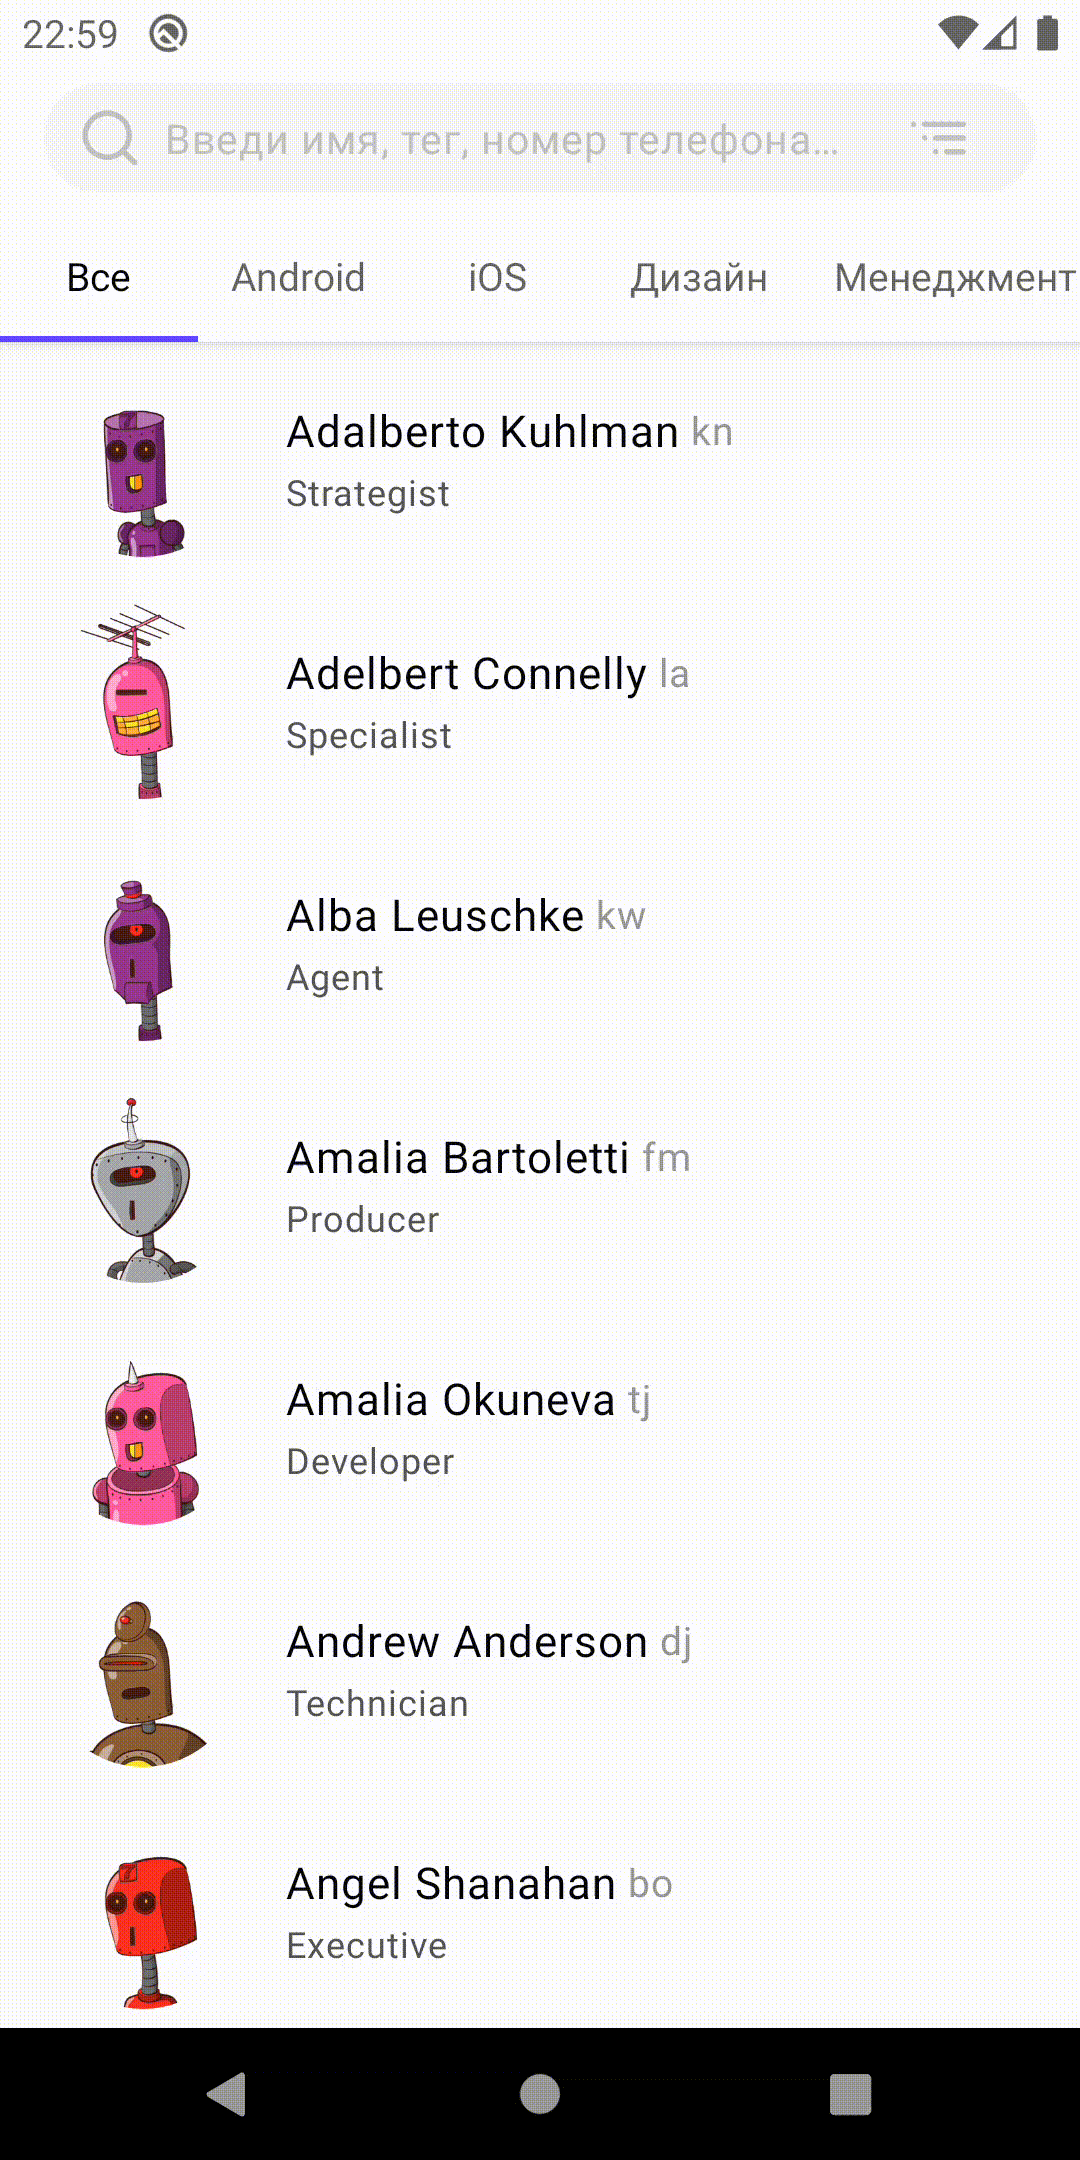 22:59
Введи имя, тег, номер телефона...
Все Android iOS Дизайн Менеджмент
Adalberto Kuhlman kn
Strategist
Adelbert Connelly la
Specialist
Alba Leuschke kw
Agent
Amalia Bartoletti fm
Producer
Amalia Okuneva tj
Developer
Andrew Anderson dj
Technician
Angel Shanahan bo
Executive